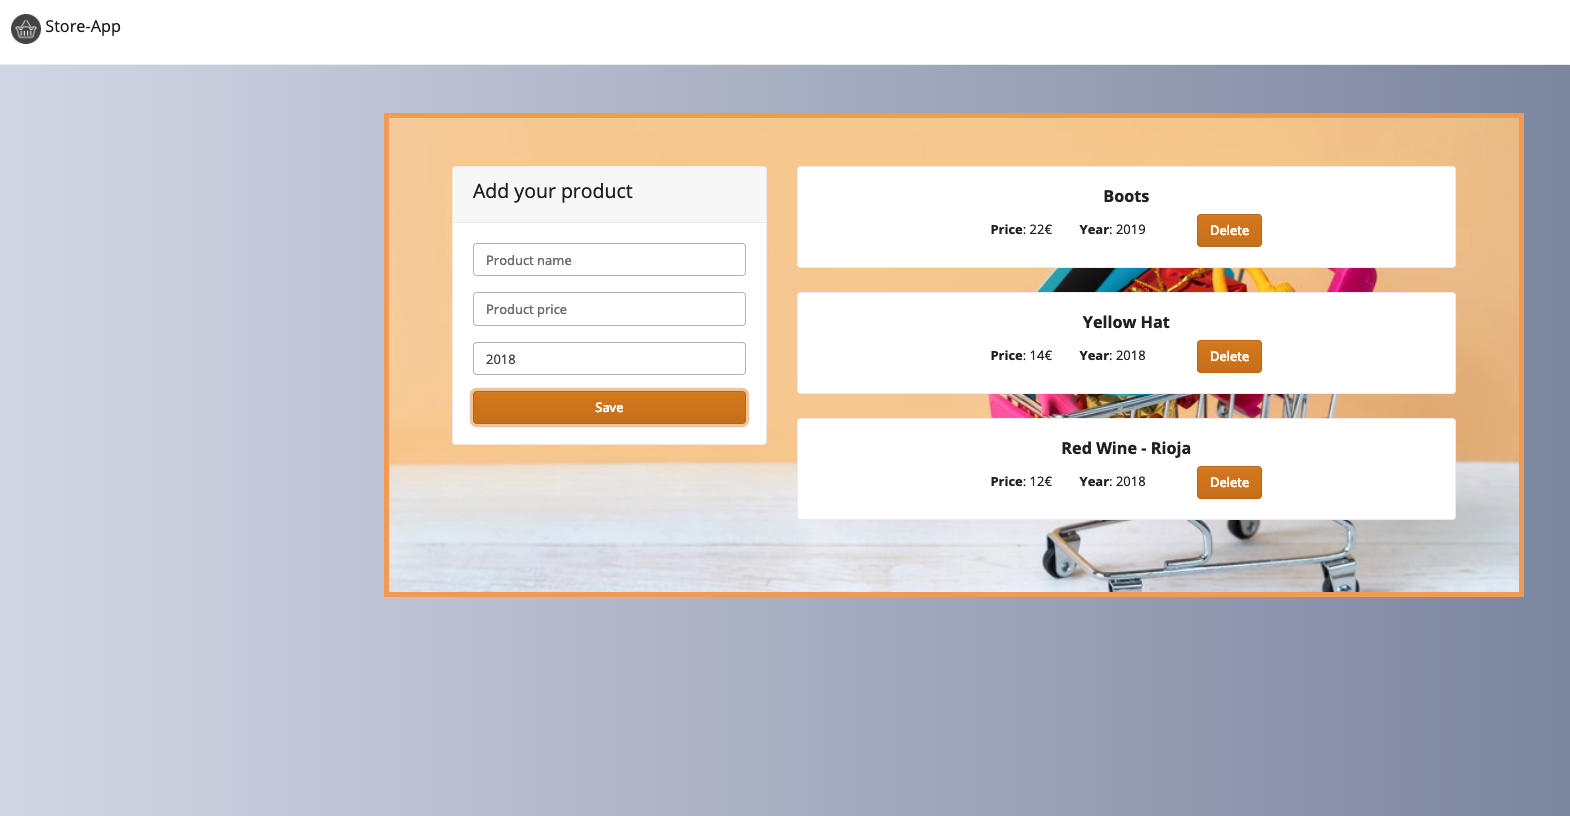 Store-App
Add your product
Product name
Product price
2018
Save
Boots
Price: 22€ Year: 2019 Delete
Yellow Hat
Price: 14€ Year: 2018 Delete
Red Wine - Rioja
Price: 12€ Year: 2018 Delete